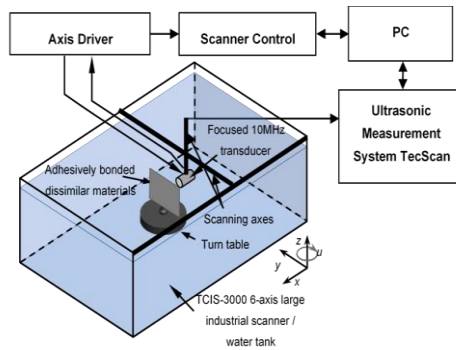 Axis Driver
Scanner Control
PC
Ultrasonic
Measurement
System TecScan
Focused 10MHz
transducer
Adhesively bonded
dissimilar materials
Scanning axes
Turn table
z
u
y
x
TCIS-3000 6-axis large
industrial scanner /
water tank